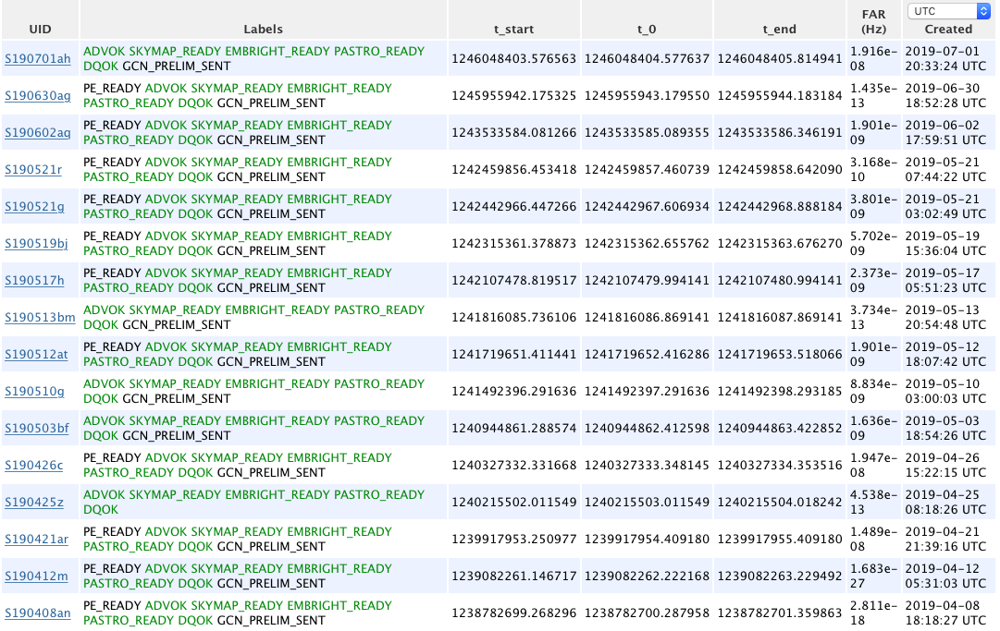 UTC
UID Labels t_start t_0 t_end FAR (Hz) Created
S190701ah ADVOK SKYMAP_READY EMBRIGHT_READY PASTRO_READY 1246048403.576563 1246048404.577637 1246048405.814941 1.916e- 2019-07-01
DQOK GCN_PRELIM_SENT 08 20:33:24 UTC
S190630ag PE_READY ADVOK SKYMAP_READY EMBRIGHT_READY 1245955942.175325 1245955943.179550 1245955944.183184 1.435e- 2019-06-30
PASTRO_READY DQOK GCN_PRELIM_SENT 13 18:52:28 UTC
S190602aq PE_READY ADVOK SKYMAP_READY EMBRIGHT_READY 1243533584.081266 1243533585.089355 1243533586.346191 1.901e- 2019-06-02
PASTRO_READY DQOK GCN_PRELIM_SENT 09 17:59:51 UTC
S190521r PE_READY ADVOK SKYMAP_READY EMBRIGHT_READY 1242459856.453418 1242459857.460739 1242459858.642090 3.168e- 2019-05-21
PASTRO_READY DQOK GCN_PRELIM_SENT 10 07:44:22 UTC
S190521g PE_READY ADVOK SKYMAP_READY EMBRIGHT_READY 1242442966.447266 1242442967.606934 1242442968.888184 3.801e- 2019-05-21
PASTRO_READY DQOK GCN_PRELIM_SENT 09 03:02:49 UTC
S190519bj PE_READY ADVOK SKYMAP_READY EMBRIGHT_READY 1242315361.378873 1242315362.655762 1242315363.676270 5.702e- 2019-05-19
PASTRO_READY DQOK GCN_PRELIM_SENT 09 15:36:04 UTC
S190517h PE_READY ADVOK SKYMAP_READY EMBRIGHT_READY 1242107478.819517 1242107479.994141 1242107480.994141 2.373e- 2019-05-17
PASTRO_READY DQOK GCN_PRELIM_SENT 09 05:51:23 UTC
S190513bm ADVOK SKYMAP_READY EMBRIGHT_READY PASTRO_READY 1241816085.736106 1241816086.869141 1241816087.869141 3.734e- 2019-05-13
DQOK GCN_PRELIM_SENT 13 20:54:48 UTC
S190512at PE_READY ADVOK SKYMAP_READY EMBRIGHT_READY 1241719651.411441 1241719652.416286 1241719653.518066 1.901e- 2019-05-12
PASTRO_READY DQOK GCN_PRELIM_SENT 09 18:07:42 UTC
S190510g ADVOK SKYMAP_READY EMBRIGHT_READY PASTRO_READY 1241492396.291636 1241492397.291636 1241492398.293185 8.834e- 2019-05-10
DQOK GCN_PRELIM_SENT 09 03:00:03 UTC
S190503bf ADVOK SKYMAP_READY EMBRIGHT_READY PASTRO_READY 1240944861.288574 1240944862.412598 1240944863.422852 1.636e- 2019-05-03
DQOK GCN_PRELIM_SENT 09 18:54:26 UTC
S190426c PE_READY ADVOK SKYMAP_READY EMBRIGHT_READY 1240327332.331668 1240327333.348145 1240327334.353516 1.947e- 2019-04-26
PASTRO_READY DQOK GCN_PRELIM_SENT 08 15:22:15 UTC
S190425z ADVOK SKYMAP_READY EMBRIGHT_READY PASTRO_READY 1240215502.011549 1240215503.011549 1240215504.018242 4.538e- 2019-04-25
DQOK 13 08:18:26 UTC
S190421ar PE_READY ADVOK SKYMAP_READY EMBRIGHT_READY 1239917953.250977 1239917954.409180 1239917955.409180 1.489e- 2019-04-21
PASTRO_READY DQOK GCN_PRELIM_SENT 08 21:39:16 UTC
S190412m PE_READY ADVOK SKYMAP_READY EMBRIGHT_READY 1239082261.146717 1239082262.222168 1239082263.229492 1.683e- 2019-04-12
PASTRO_READY DQOK GCN_PRELIM_SENT 27 05:31:03 UTC
S190408an PE_READY ADVOK SKYMAP_READY EMBRIGHT_READY 1238782699.268296 1238782700.287958 1238782701.359863 2.811e- 2019-04-08
PASTRO_READY DQOK GCN_PRELIM_SENT 18 18:18:27 UTC